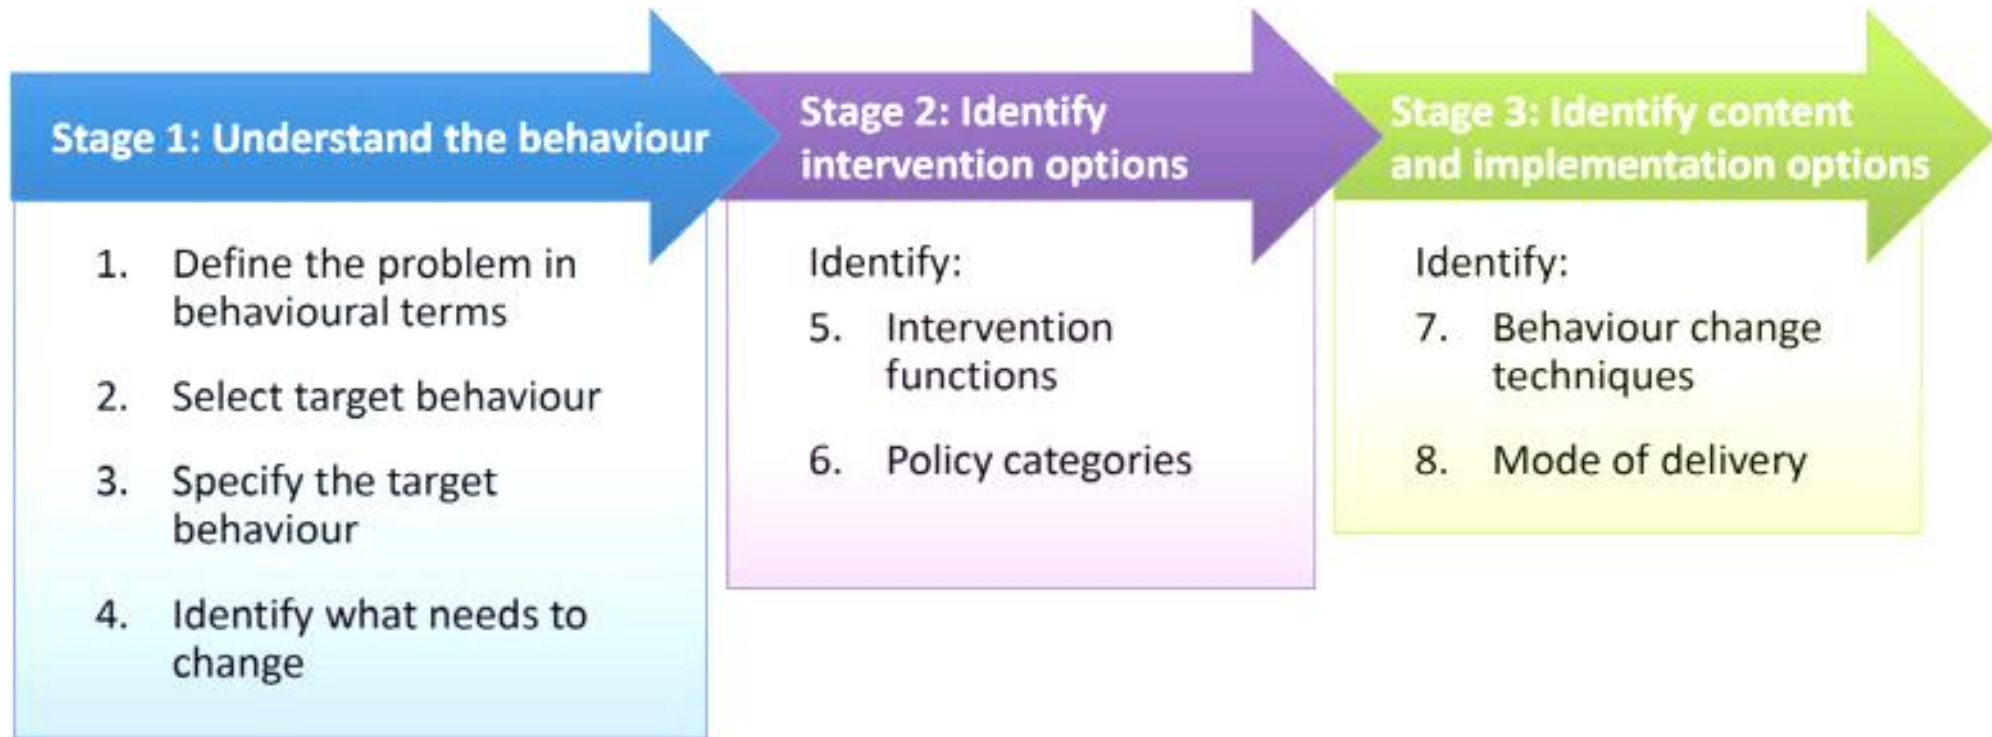 Stage 1: Understand the behaviour
1. Define the problem in
behavioural terms
2. Select target behaviour
3. Specify the target
behaviour
4. Identify what needs to
change
Stage 2: Identify
intervention options
Identify:
5. Intervention
functions
6. Policy categories
Stage 3: Identify content
and implementation options
Identify:
7. Behaviour change
techniques
8. Mode of delivery